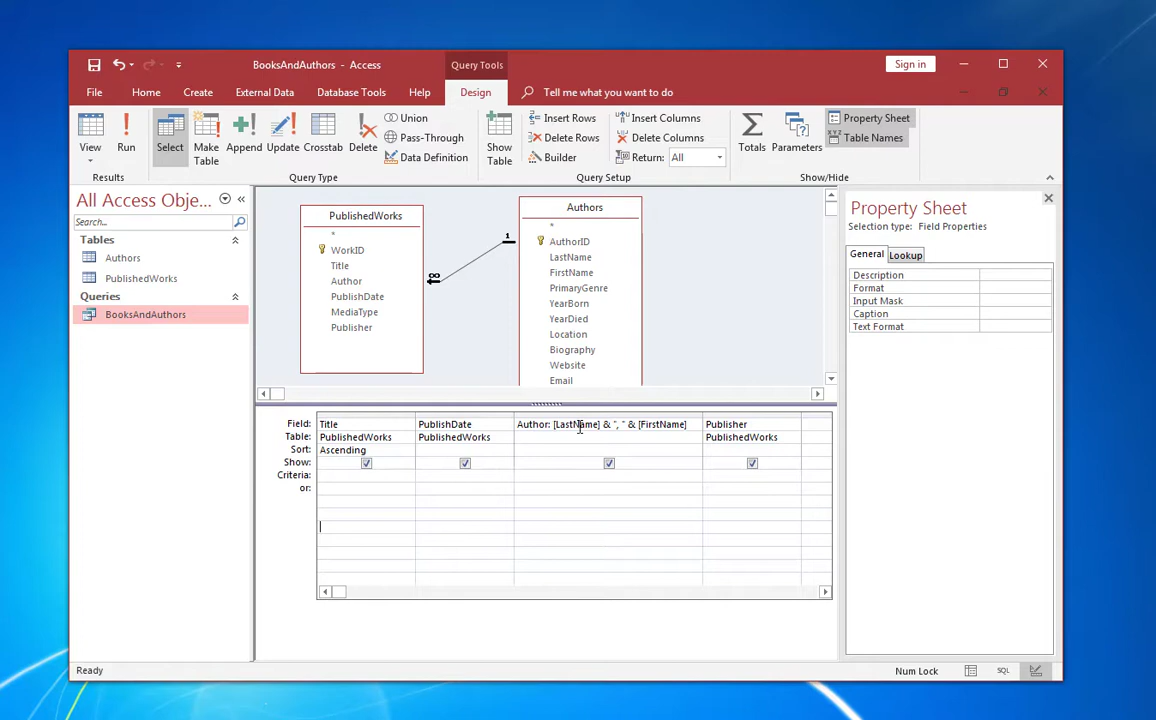 BooksAndAuthors - Access
Query Tools
Sign in
File
Home
Create
External Data
Database Tools
Help
Design
Tell me what you want to do
View
Run
Results
Select
Make Table
Append
Update
Crosstab
Delete
Union
Pass-Through
Data Definition
Query Type
Show Table
Insert Rows
Delete Rows
Builder
Insert Columns
Delete Columns
Return: All
Query Setup
Totals
Parameters
Property Sheet
XYZ Table Names
Show/Hide
All Access Obje...
Search...
Tables
Authors
PublishedWorks
Queries
BooksAndAuthors
PublishedWorks
*
WorkID
Title
Author
PublishDate
MediaType
Publisher
∞
1
Authors
*
AuthorID
LastName
FirstName
PrimaryGenre
YearBorn
YearDied
Location
Biography
Website
Email
Field: Title PublishDate Author: [LastName] & ", " & [FirstName] Publisher
Table: PublishedWorks PublishedWorks PublishedWorks
Sort: Ascending
Show:
Criteria:
or:
Property Sheet
Selection type: Field Properties
General Lookup
Description
Format
Input Mask
Caption
Text Format
Ready
Num Lock
SQL